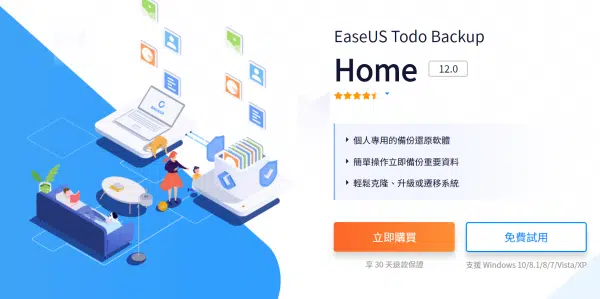 EaseUS Todo Backup
Home 12.0
個人專用的備份還原軟體
簡單操作立即備份重要資料
輕鬆克隆、升級或遷移系統
立即購買
免費試用
享 30 天退款保證
支援 Windows 10/8.1/8/7/Vista/XP